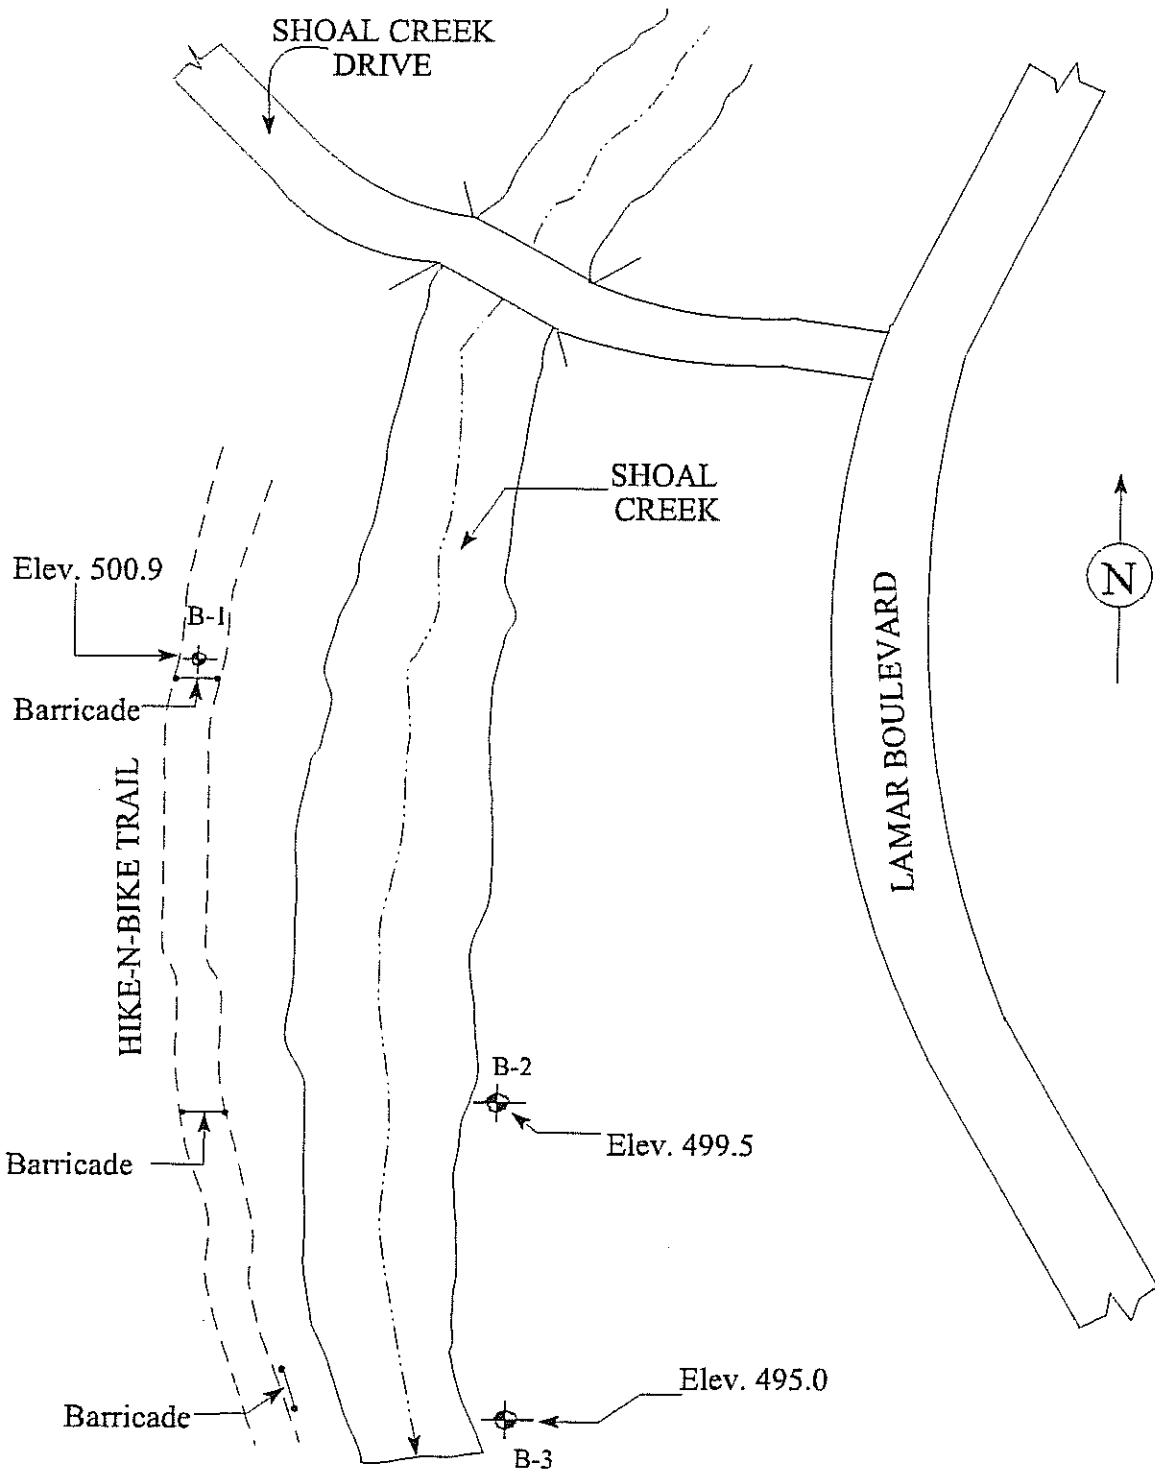 SHOAL CREEK
DRIVE
SHOAL
CREEK
Elev. 500.9
B-1
N
Barricade
LAMAR BOULEVARD
HIKE-N-BIKE TRAIL
B-2
Elev. 499.5
Barricade
Elev. 495.0
Barricade
B-3